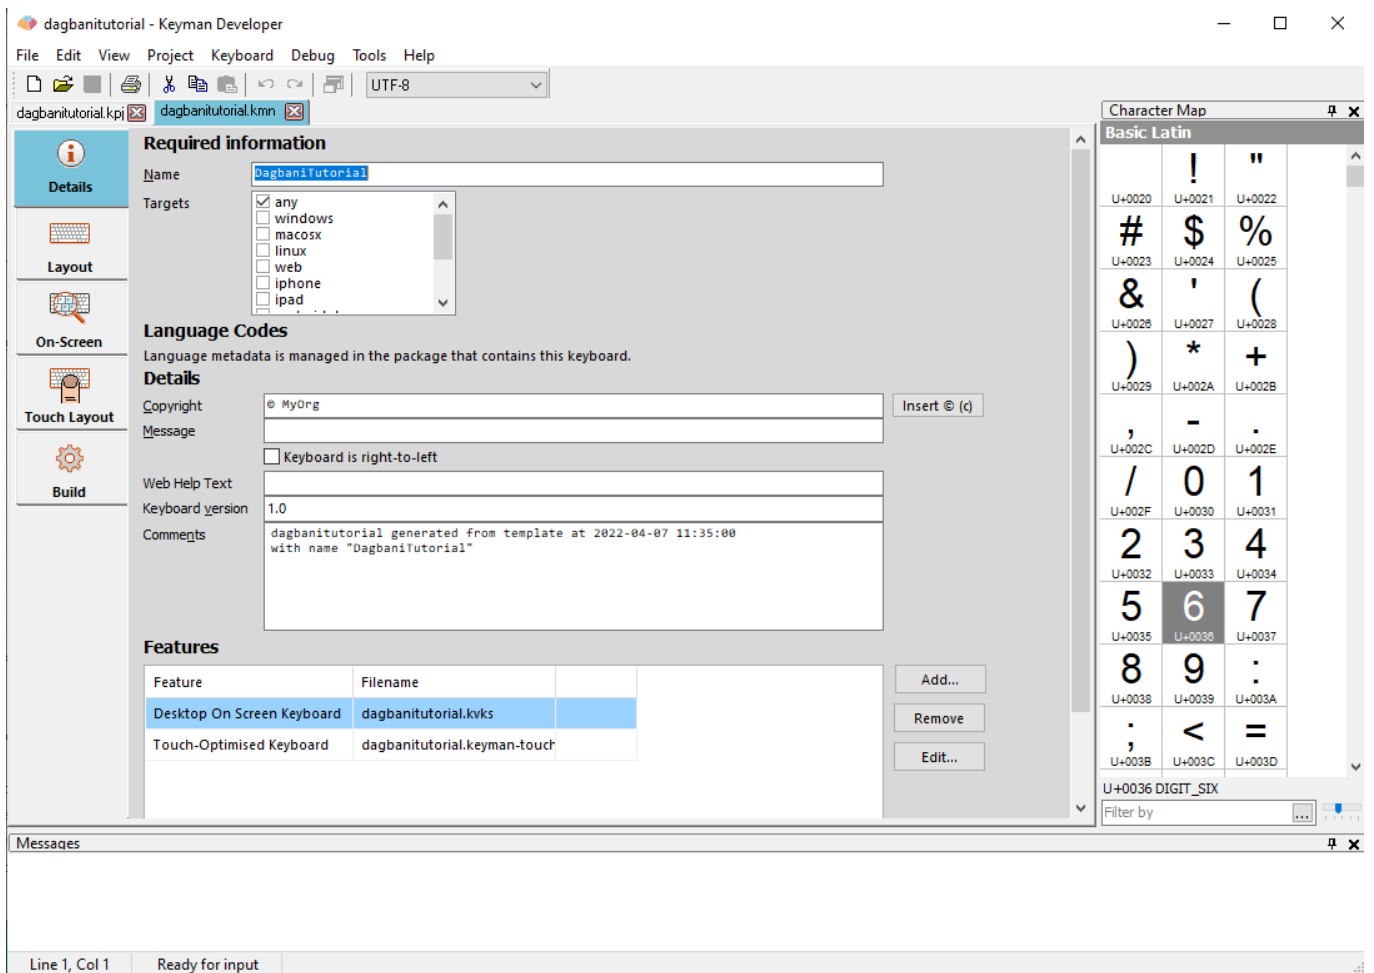 dagbanitutorial - Keyman Developer
File Edit View Project Keyboard Debug Tools Help
UTF-8
dagbanitutorial.kpj dagbanitutorial.kmn
Details
Layout
On-Screen
Touch Layout
Build
Required information
Name DagbaniTutorial
Targets any
windows
macosx
linux
web
iphone
ipad
Language Codes
Language metadata is managed in the package that contains this keyboard.
Details
Copyright © MyOrg Insert © (c)
Message
Keyboard is right-to-left
Web Help Text
Keyboard version 1.0
Comments dagbanitutorial generated from template at 2022-04-07 11:35:00
with name "DagbaniTutorial"
Features
Feature Filename
Desktop On Screen Keyboard dagbanitutorial.kvks
Touch-Optimised Keyboard dagbanitutorial.keyman-touch
Add...
Remove
Edit...
Character Map
Basic Latin
! "
U+0020 U+0021 U+0022
# $ %
U+0023 U+0024 U+0025
& ' (
U+0026 U+0027 U+0028
) * +
U+0029 U+002A U+002B
, - .
U+002C U+002D U+002E
/ 0 1
U+002F U+0030 U+0031
2 3 4
U+0032 U+0033 U+0034
5 6 7
U+0035 U+0036 U+0037
8 9 :
U+0038 U+0039 U+003A
; < =
U+003B U+003C U+003D
U+0036 DIGIT_SIX
Filter by ...
Messages
Line 1, Col 1 Ready for input